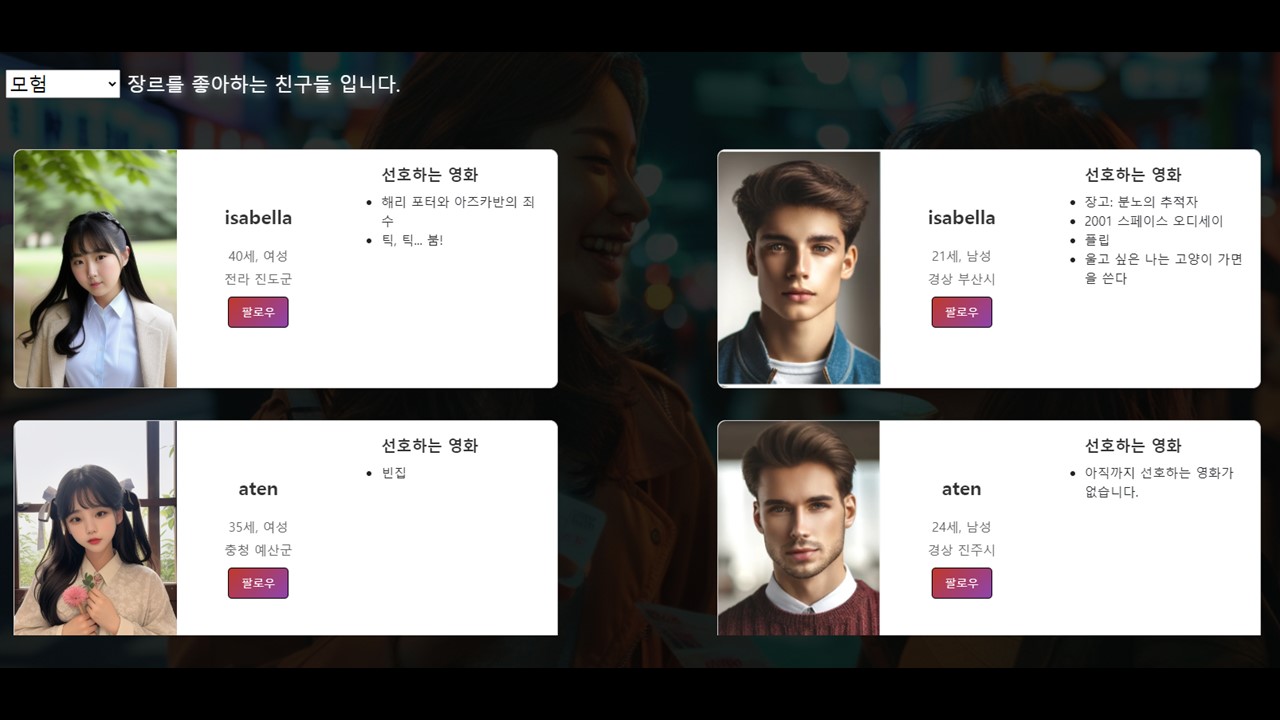 모험 장르를 좋아하는 친구들 입니다.
isabella
40세, 여성
전라 진도군
팔로우
선호하는 영화
해리 포터와 아즈카반의 죄
수
틱, 틱... 붐!
isabella
21세, 남성
경상 부산시
팔로우
선호하는 영화
장고: 분노의 추적자
2001 스페이스 오디세이
플립
울고 싶은 나는 고양이 가면
을 쓴다
aten
35세, 여성
충청 예산군
팔로우
선호하는 영화
빈집
aten
24세, 남성
경상 진주시
팔로우
선호하는 영화
아직까지 선호하는 영화가
없습니다.